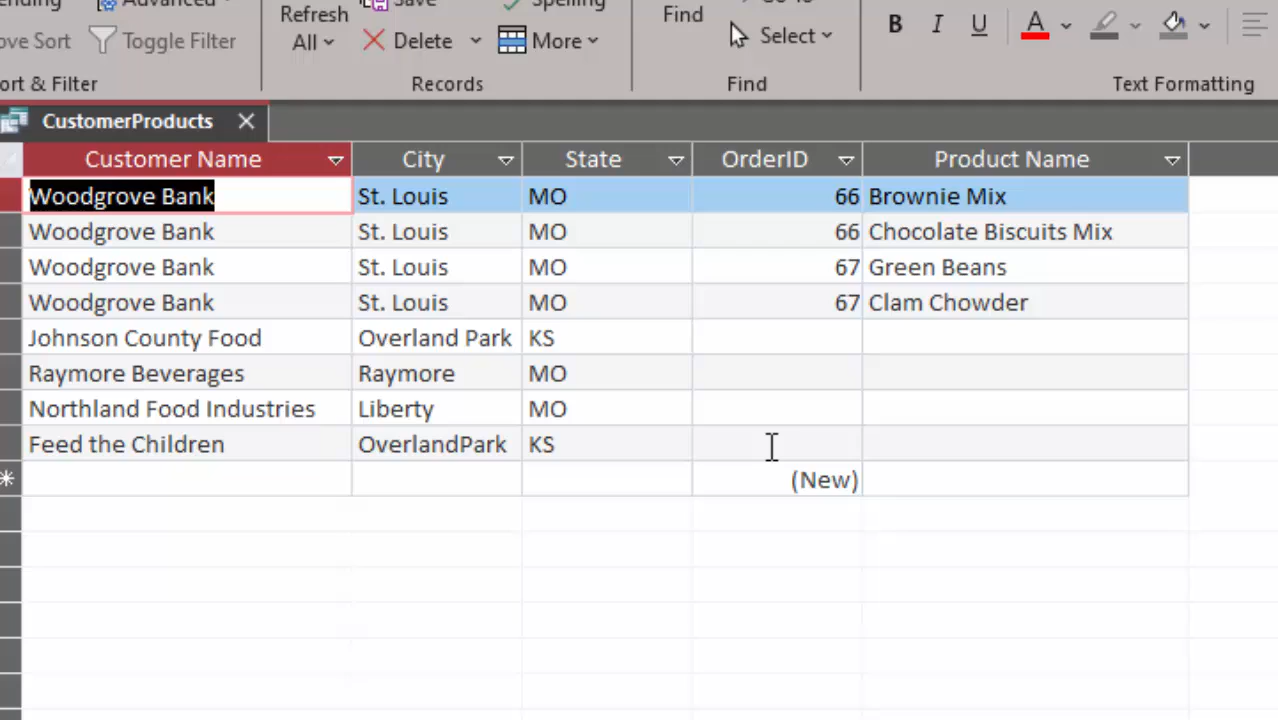 Advanced
Save
Spelling
Refresh All
Delete
More
Toggle Filter
Find
Select
B I U A
Records
Find
Text Formatting
CustomerProducts
Customer Name City State OrderID Product Name
Woodgrove Bank St. Louis MO 66 Brownie Mix
Woodgrove Bank St. Louis MO 66 Chocolate Biscuits Mix
Woodgrove Bank St. Louis MO 67 Green Beans
Woodgrove Bank St. Louis MO 67 Clam Chowder
Johnson County Food Overland Park KS
Raymore Beverages Raymore MO
Northland Food Industries Liberty MO
Feed the Children OverlandPark KS
(New)